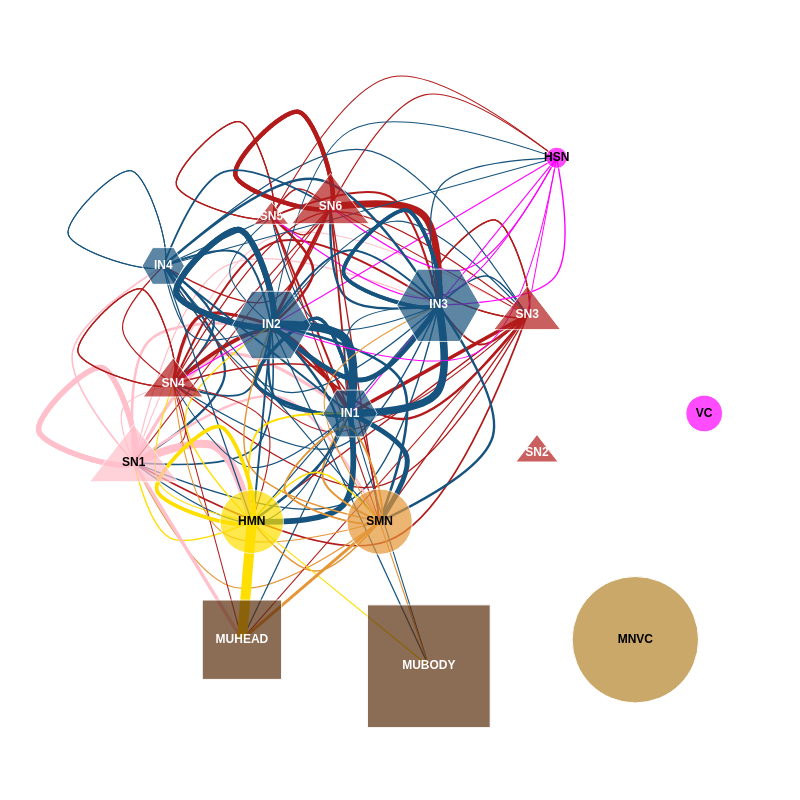 HSN
SN5
SN6
IN4
IN3
SN3
IN2
SN4
IN1
VC
SN2
SN1
HMN
SMN
MUHEAD
MNVC
MUBODY